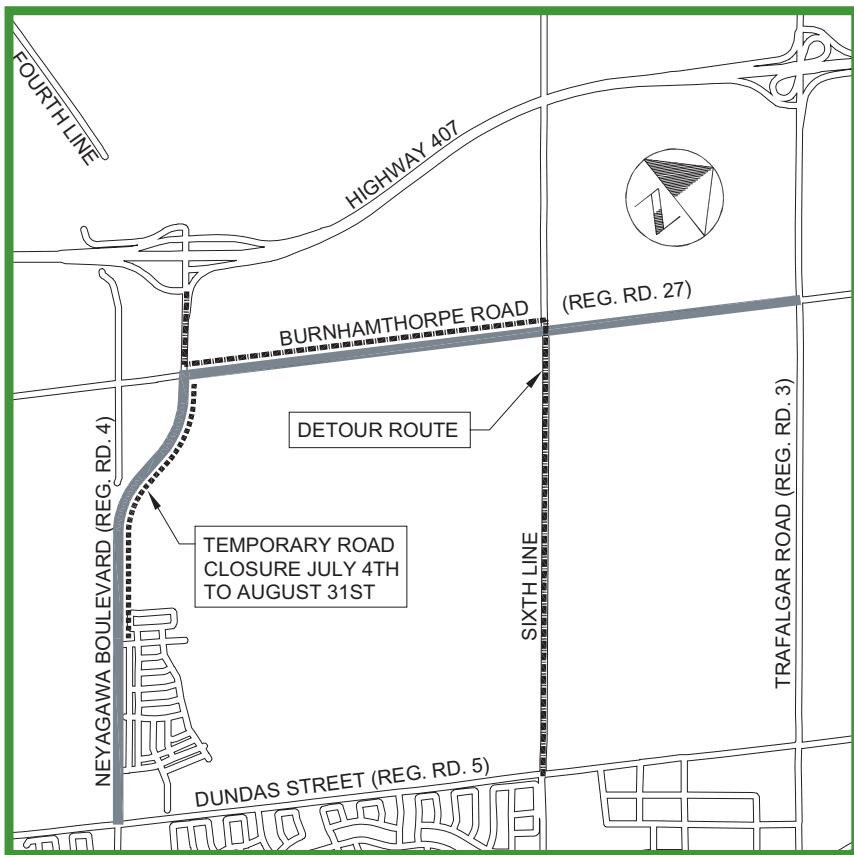 FOURTH LINE
HIGHWAY 407
BURNHAMTHORPE ROAD
(REG. RD. 27)
DETOUR ROUTE
NEYAGAWA BOULEVARD (REG. RD. 4)
TEMPORARY ROAD
CLOSURE JULY 4TH
TO AUGUST 31ST
SIXTH LINE
TRAFALGAR ROAD (REG. RD. 3)
DUNDAS STREET (REG. RD. 5)